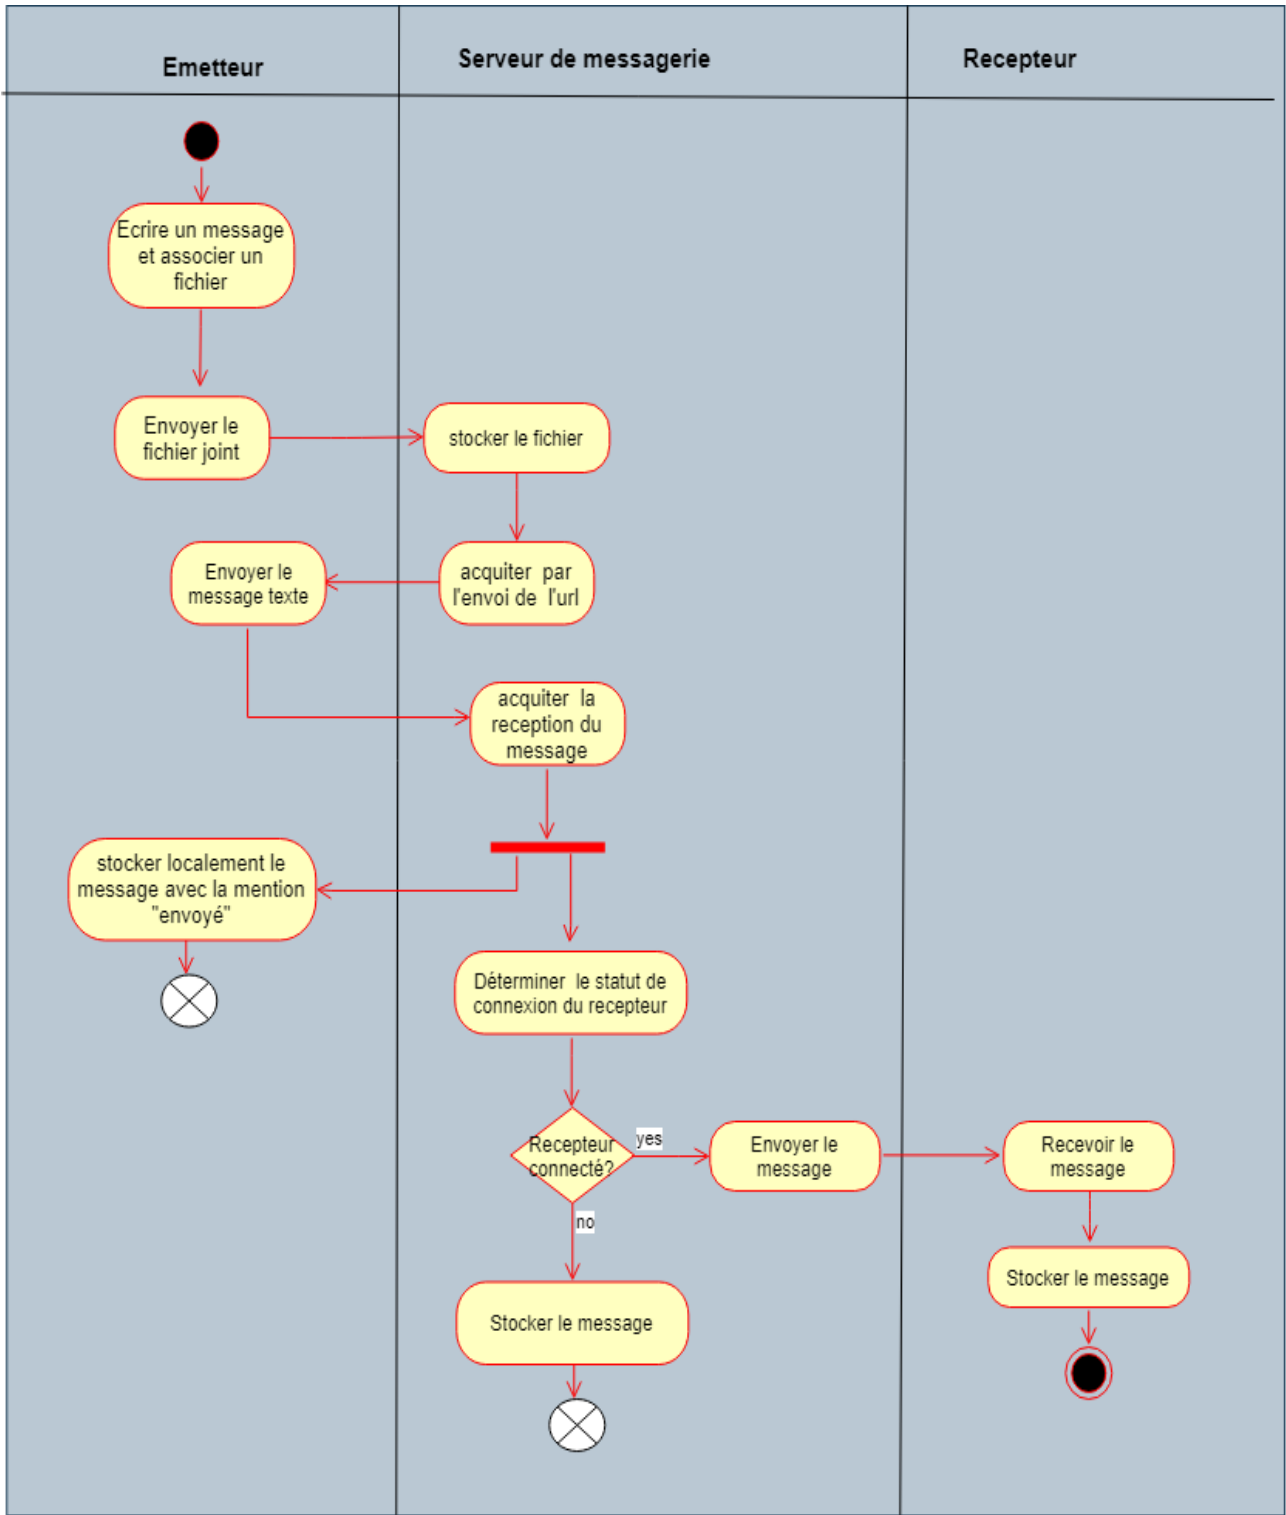 Emetteur
Serveur de messagerie
Recepteur
Ecrire un message
et associer un
fichier
Envoyer le
fichier joint
stocker le fichier
Envoyer le
message texte
acquiter par
l'envoi de l'url
acquiter la
reception du
message
stocker localement le
message avec la mention
"envoyé"
Déterminer le statut de
connexion du recepteur
Recepteur
connecté?
yes
Envoyer le
message
Recevoir le
message
no
Stocker le message
Stocker le message